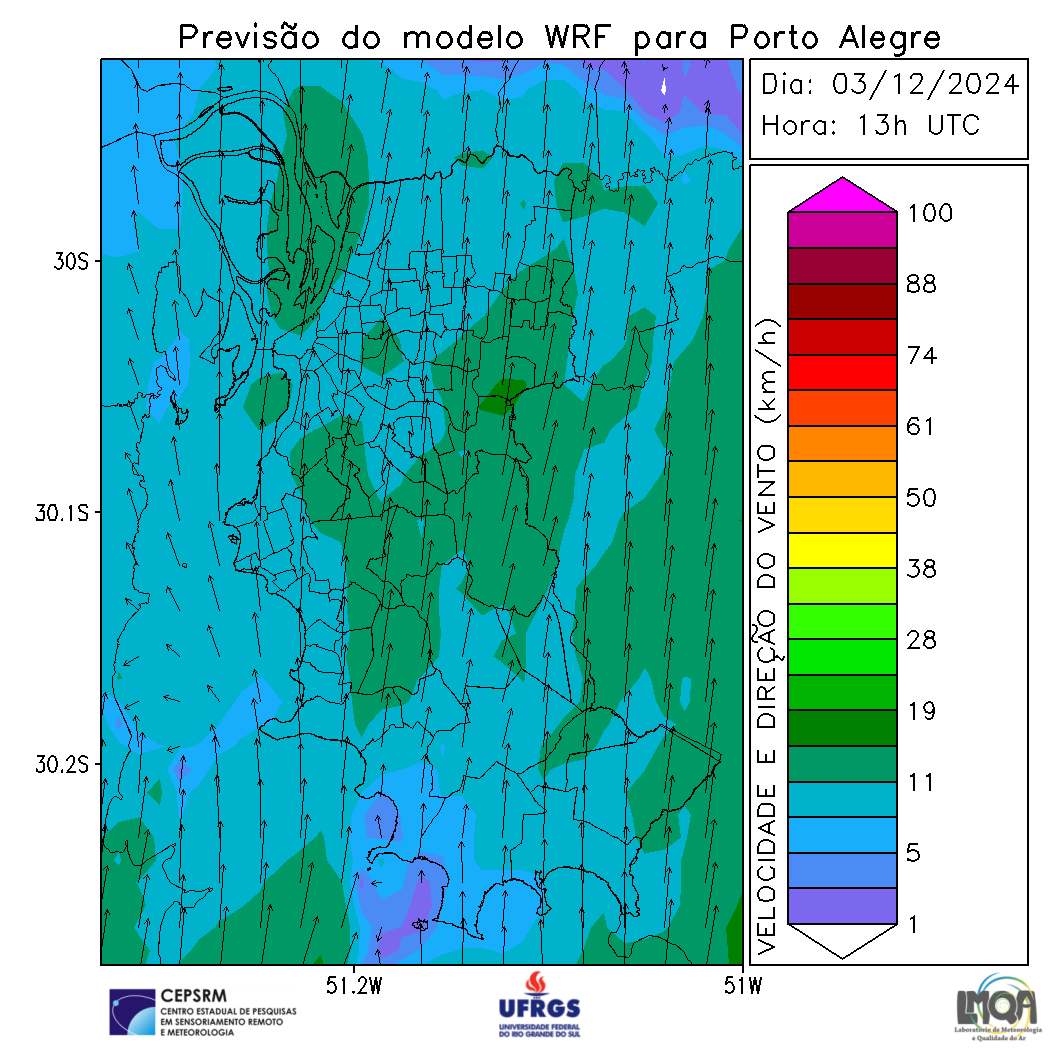 Previsão do modelo WRF para Porto Alegre
Dia: 03/12/2024
Hora: 13h UTC
30S
30.1S
30.2S
51.2W
51W
VELOCIDADE E DIREÇÃO DO VENTO (km/h)
100
88
74
61
50
38
28
19
11
5
1
CEPSRM
CENTRO ESTADUAL DE PESQUISAS
EM SENSORIAMENTO REMOTO
E METEOROLOGIA
UFRGS
UNIVERSIDADE FEDERAL
DO RIO GRANDE DO SUL
LMQA
Laboratório de Meteorologia
e Qualidade do Ar